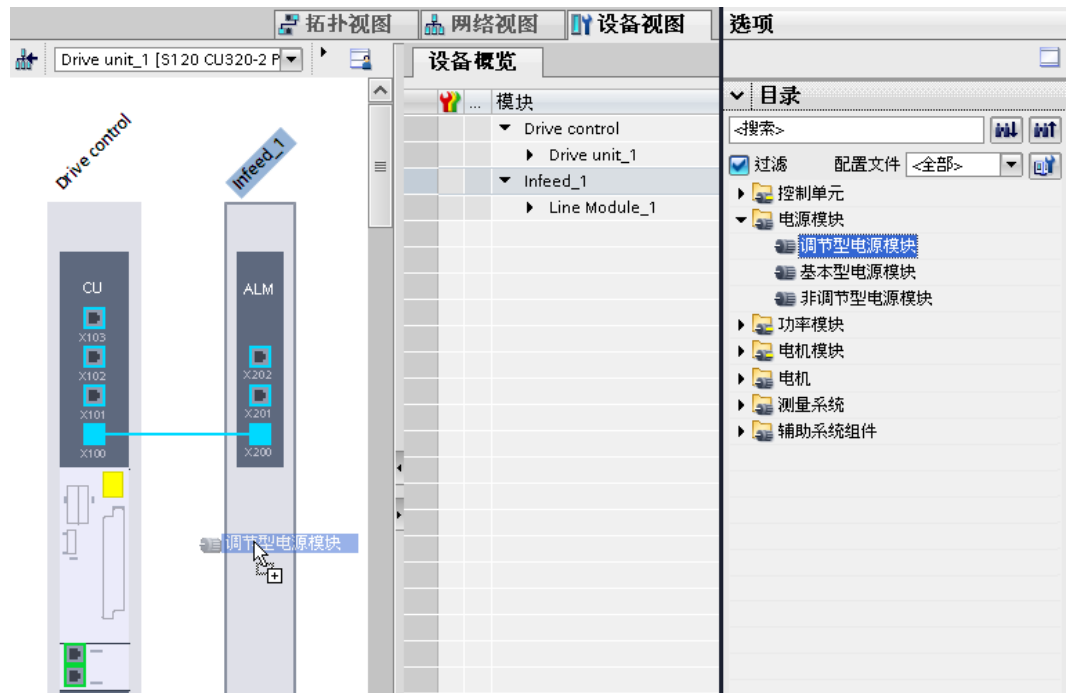 拓扑视图
网络视图
设备视图
选项
Drive unit_1 [S120 CU320-2 P
设备概览
... 模块
Drive control
Drive unit_1
Infeed_1
Line Module_1
目录
<搜索>
过滤
配置文件
<全部>
控制单元
电源模块
调节型电源模块
基本型电源模块
非调节型电源模块
功率模块
电机模块
电机
测量系统
辅助系统组件
Drive control
Infeed_1
CU
X103
X102
X101
X100
ALM
X202
X201
X200
调节型电源模块